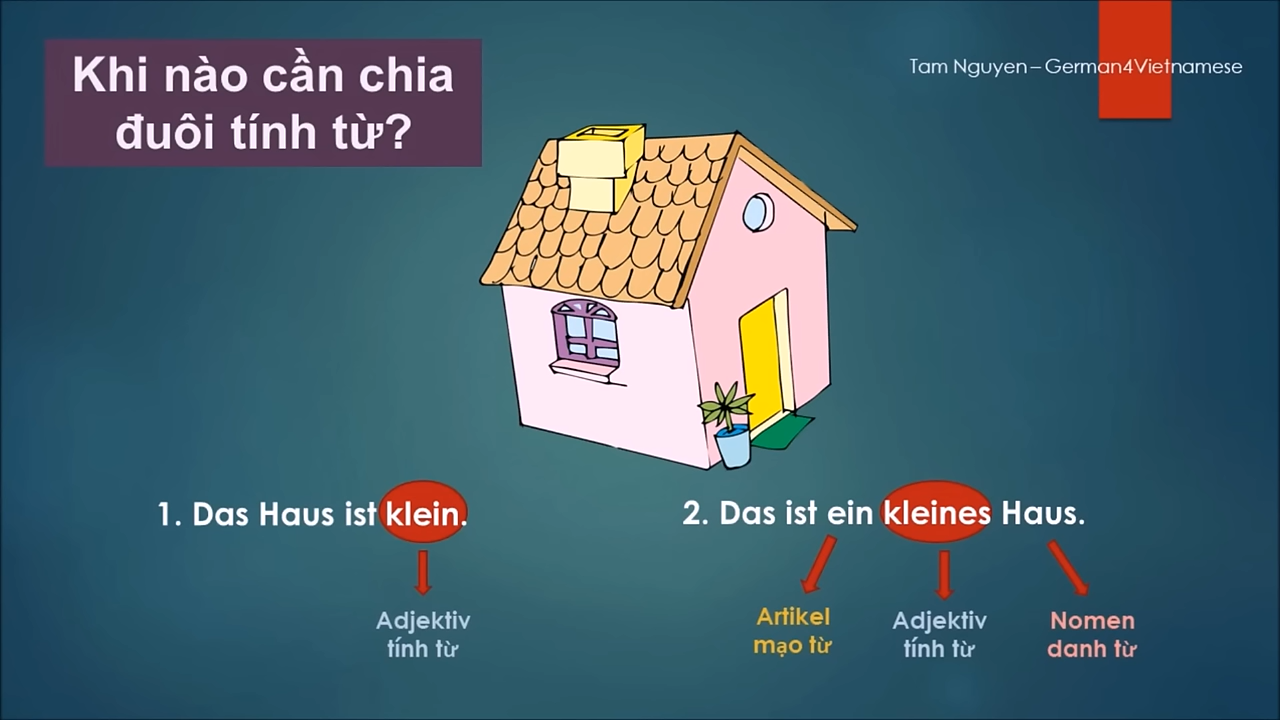 Khi nào cần chia
đuôi tính từ?
Tam Nguyen – German4Vietnamese
1. Das Haus ist klein.
2. Das ist ein kleines Haus.
Adjektiv
tính từ
Artikel
mạo từ
Adjektiv
tính từ
Nomen
danh từ